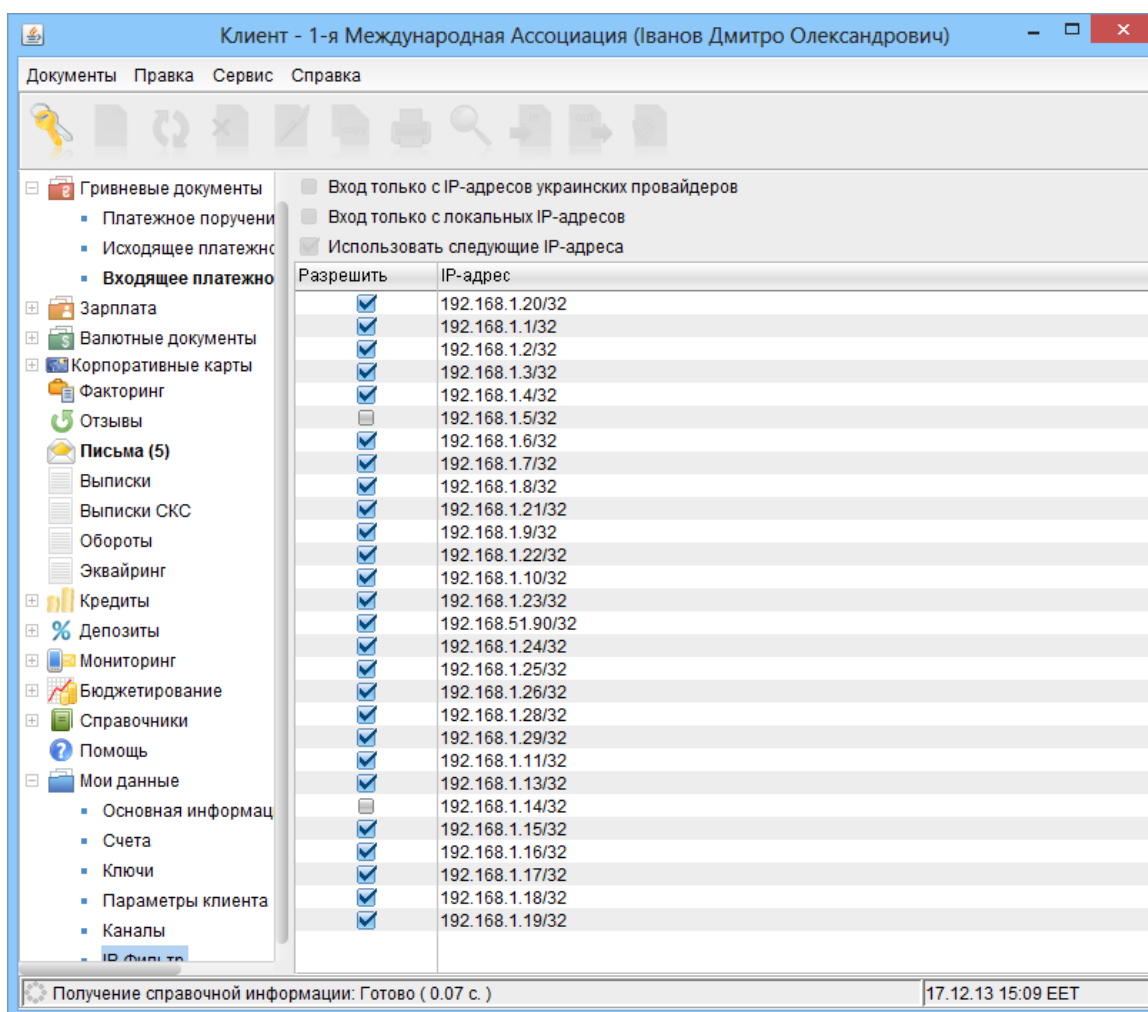 Клиент - 1-я Международная Ассоциация (Іванов Дмитро Олександрович)
Документы Правка Сервис Справка
Гривневые документы
Платежное поручени
Исходящее платежно
Входящее платежно
Зарплата
Валютные документы
Корпоративные карты
Факторинг
Отзывы
Письма (5)
Выписки
Выписки СКС
Обороты
Эквайринг
Кредиты
Депозиты
Мониторинг
Бюджетирование
Справочники
Помощь
Мои данные
Основная информац
Счета
Ключи
Параметры клиента
Каналы
IP Фильтр
Вход только с IP-адресов украинских провайдеров
Вход только с локальных IP-адресов
Использовать следующие IP-адреса
Разрешить IP-адрес
192.168.1.20/32
192.168.1.1/32
192.168.1.2/32
192.168.1.3/32
192.168.1.4/32
192.168.1.5/32
192.168.1.6/32
192.168.1.7/32
192.168.1.8/32
192.168.1.21/32
192.168.1.9/32
192.168.1.22/32
192.168.1.10/32
192.168.1.23/32
192.168.51.90/32
192.168.1.24/32
192.168.1.25/32
192.168.1.26/32
192.168.1.28/32
192.168.1.29/32
192.168.1.11/32
192.168.1.13/32
192.168.1.14/32
192.168.1.15/32
192.168.1.16/32
192.168.1.17/32
192.168.1.18/32
192.168.1.19/32
Получение справочной информации: Готово ( 0.07 с. )
17.12.13 15:09 EET